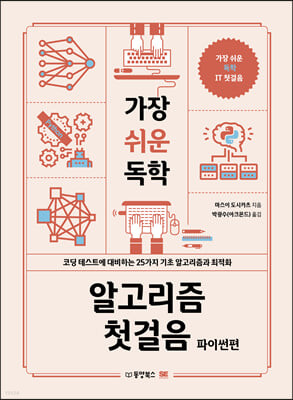 가장 쉬운
독학
IT 첫걸음
가장
쉬운
독학
마스이 도시카츠 지음
박광수(아크몬드) 옮김
코딩 테스트에 대비하는 25가지 기초 알고리즘과 최적화
알고리즘
첫걸음 파이썬편
동양북스 SE